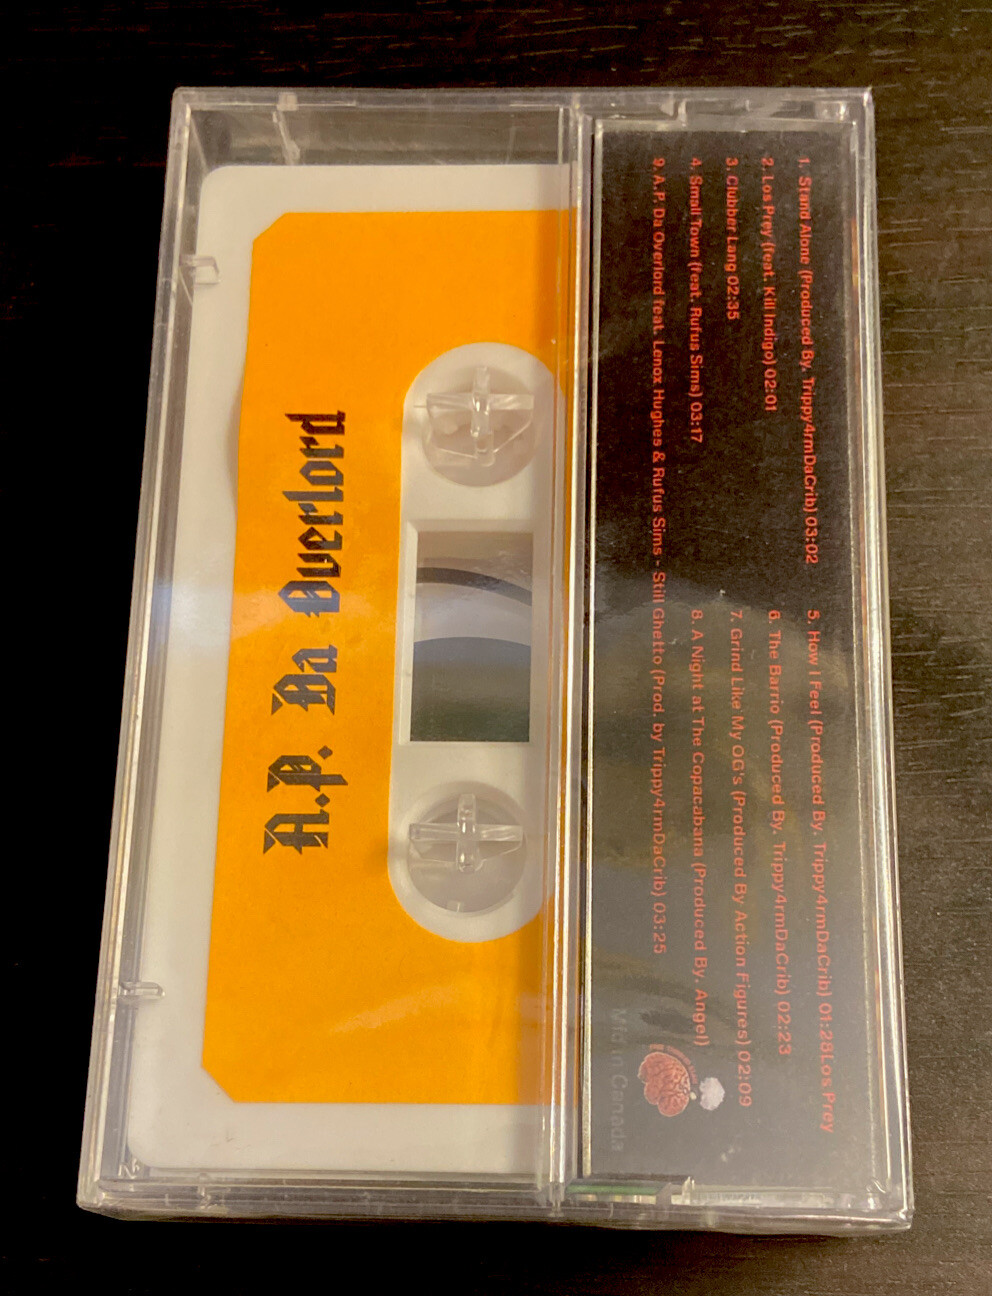 A.P. Da Overlord
1. Stand Alone (Produced By. Trippy4rmDaCrib) 03:02
2. Los Prey (feat. Kill Indigo) 02:01
3. Clubber Lang 02:35
4. Small Town (feat. Rufus Sims) 03:17
5. How I Feel (Produced By. Trippy4rmDaCrib) 01:28Los Prey
6. The Barrio (Produced By. Trippy4rmDaCrib) 02:23
7. Grind Like My OG's (Produced By Action Figures) 02:09
8. A Night at The Copacabana (Produced By. Angel)
9. A.P. Da Overlord feat. Lenox Hughes & Rufus Sims - Still Ghetto (Prod. by Trippy4rmDaCrib) 03:25
Mfd in Canada